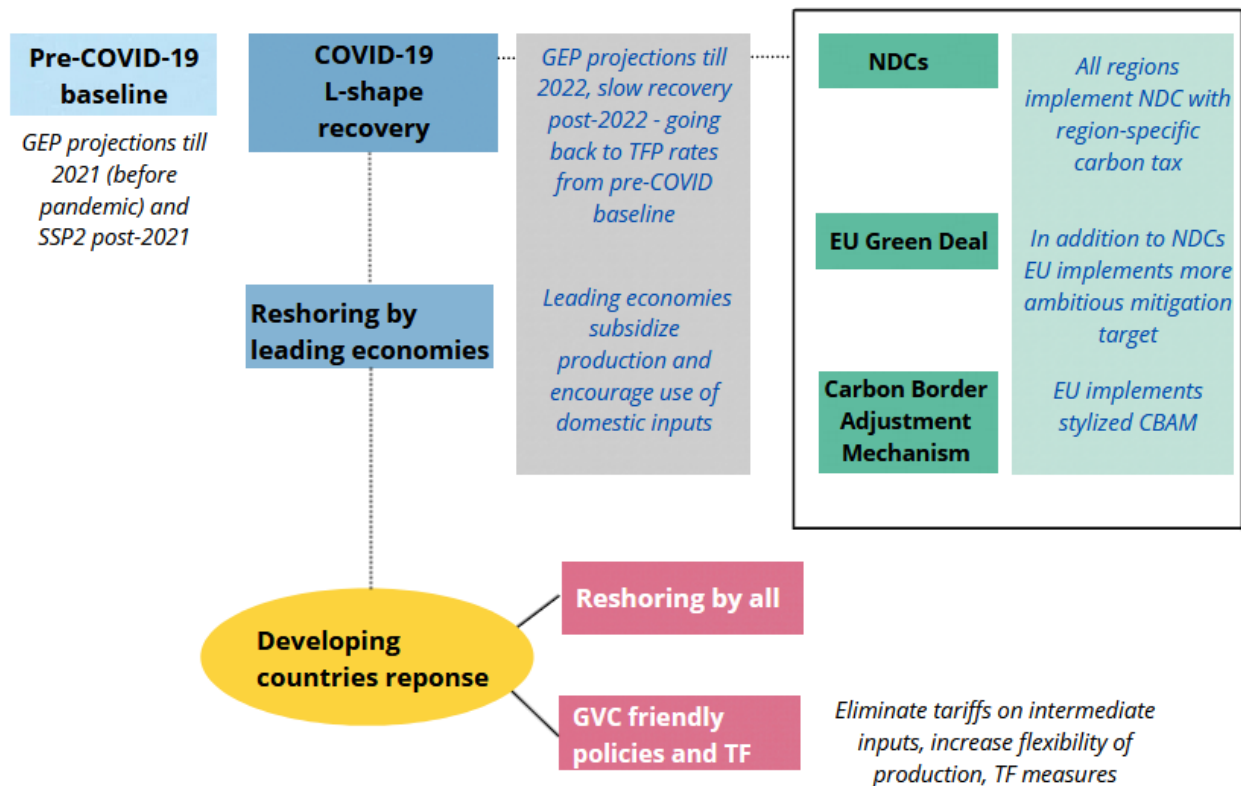 Pre-COVID-19
baseline
GEP projections till
2021 (before
pandemic) and
SSP2 post-2021
COVID-19
L-shape
recovery
GEP projections till
2022, slow recovery
post-2022 - going
back to TFP rates
from pre-COVID
baseline
Reshoring by
leading economies
Leading economies
subsidize
production and
encourage use of
domestic inputs
NDCs
All regions
implement NDC with
region-specific
carbon tax
EU Green Deal
In addition to NDCs
EU implements more
ambitious mitigation
target
Carbon Border
Adjustment
Mechanism
EU implements
stylized CBAM
Developing
countries reponse
Reshoring by all
GVC friendly
policies and TF
Eliminate tariffs on intermediate
inputs, increase flexibility of
production, TF measures